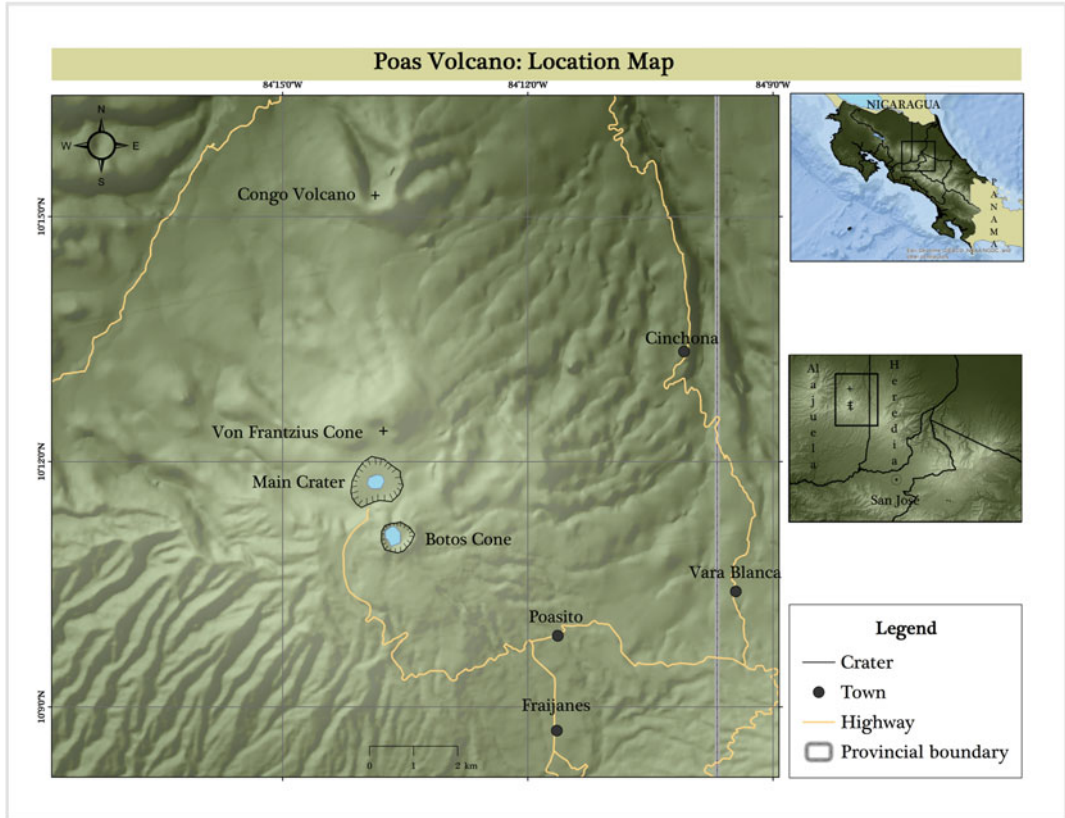 Poas Volcano: Location Map
84°15'0"W
84°12'0"W
84°9'0"W
N
W
E
S
10°15'0"N
10°12'0"N
10°9'0"N
Congo Volcano
Cinchona
Von Frantzius Cone
Main Crater
Botos Cone
Vara Blanca
Poasito
Fraijanes
0 1 2 km
NICARAGUA
PANAMA
Alajuela
Heredia
San José
Legend
Crater
Town
Highway
Provincial boundary